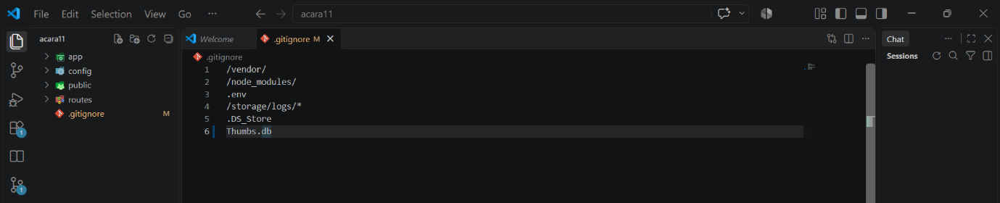 File Edit Selection View Go ··· acara11
acara11
Welcome .gitignore M
Chat ···
app
.gitignore
Sessions
config
1 /vendor/
public
2 /node_modules/
routes
3 .env
.gitignore M
4 /storage/logs/*
5 .DS_Store
6 Thumbs.db
1
1